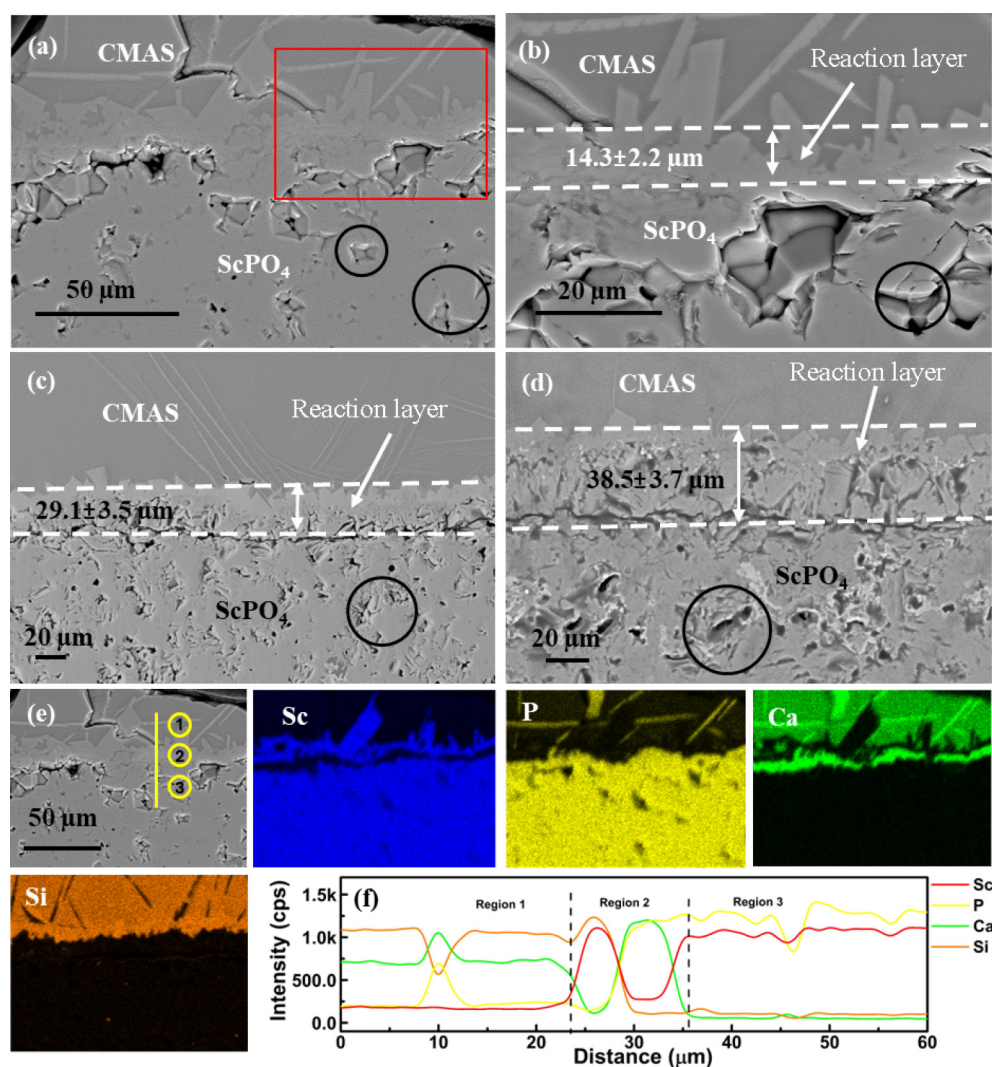 (a)
CMAS
ScPO₄
50 μm
(b)
CMAS
Reaction layer
14.3±2.2 μm
ScPO₄
20 μm
(c)
CMAS
Reaction layer
29.1±3.5 μm
ScPO₄
20 μm
(d)
CMAS
Reaction layer
38.5±3.7 μm
ScPO₄
20 μm
(e)
1
2
3
50 μm
Sc
P
Ca
Si
(f)
Region 1
Region 2
Region 3
Sc
P
Ca
Si
Intensity (cps)
1.5k
1.0k
500.0
0.0
0 10 20 30 40 50 60
Distance (μm)